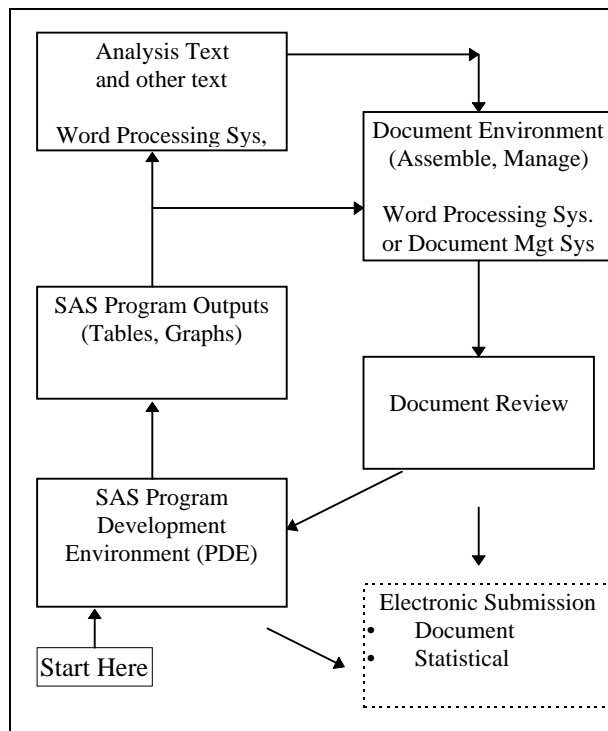 Analysis Text
and other text
Word Processing Sys,
Document Environment
(Assemble, Manage)
Word Processing Sys.
or Document Mgt Sys
SAS Program Outputs
(Tables, Graphs)
Document Review
SAS Program
Development
Environment (PDE)
Electronic Submission
• Document
• Statistical
Start Here